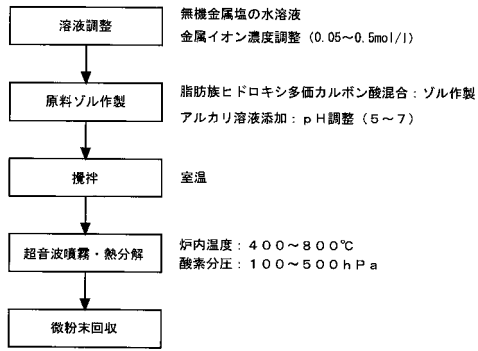 溶液調整
無機金属塩の水溶液
金属イオン濃度調整（0.05～0.5mol/l）
原料ゾル作製
脂肪族ヒドロキシ多価カルボン酸混合：ゾル作製
アルカリ溶液添加：ｐＨ調整（５～７）
攪拌
室温
超音波噴霧・熱分解
炉内温度：４００～８００℃
酸素分圧：１００～５００ｈＰａ
微粉末回収